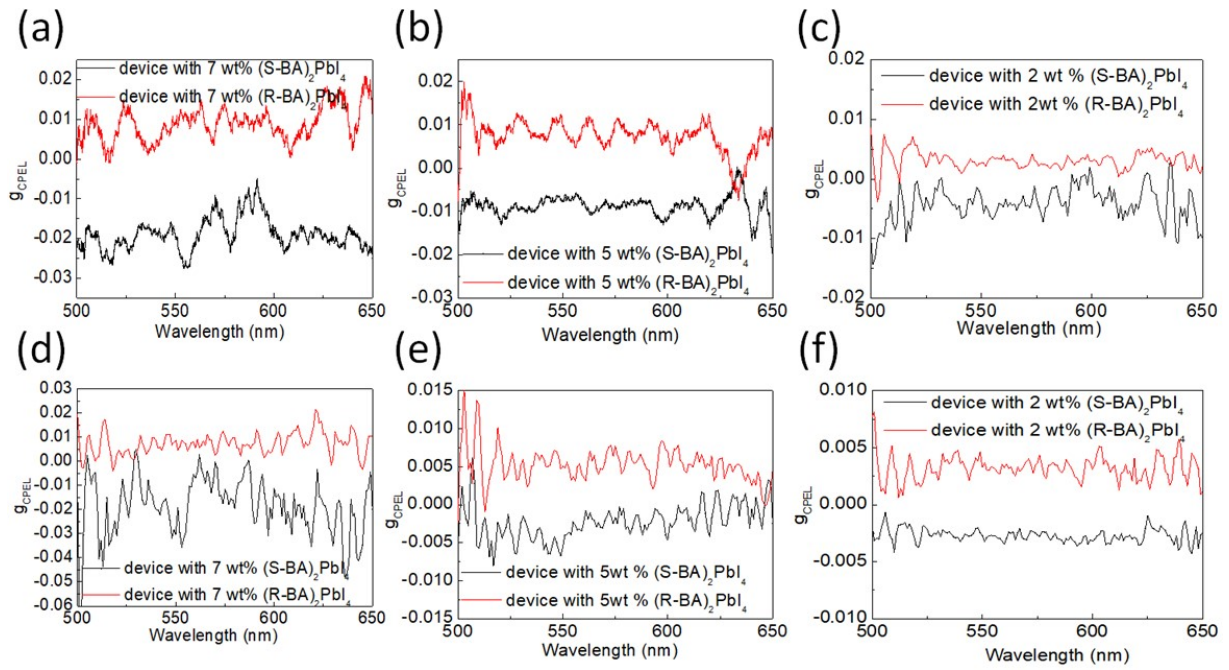 (a)
device with 7 wt% (S-BA)₂PbI₄
device with 7 wt% (R-BA)₂PbI₄
0.02
0.01
0.00
-0.01
-0.02
-0.03
g_CPEL
500 550 600 650
Wavelength (nm)
(b)
0.03
0.02
0.01
0.00
-0.01
-0.02
-0.03
g_CPEL
device with 5 wt% (S-BA)₂PbI₄
device with 5 wt% (R-BA)₂PbI₄
500 550 600 650
Wavelength (nm)
(c)
device with 2 wt % (S-BA)₂PbI₄
device with 2wt % (R-BA)₂PbI₄
0.02
0.01
0.00
-0.01
-0.02
g_CPEL
500 550 600 650
Wavelength (nm)
(d)
0.03
0.02
0.01
0.00
-0.01
-0.02
-0.03
-0.04
-0.05
-0.06
g_CPEL
device with 7 wt% (S-BA)₂PbI₄
device with 7 wt% (R-BA)₂PbI₄
500 550 600 650
Wavelength (nm)
(e)
0.015
0.010
0.005
0.000
-0.005
-0.010
-0.015
g_CPEL
device with 5wt % (S-BA)₂PbI₄
device with 5wt % (R-BA)₂PbI₄
500 550 600 650
Wavelength (nm)
(f)
device with 2 wt% (S-BA)₂PbI₄
device with 2 wt% (R-BA)₂PbI₄
0.010
0.005
0.000
-0.005
-0.010
g_CPEL
500 550 600 650
Wavelength (nm)